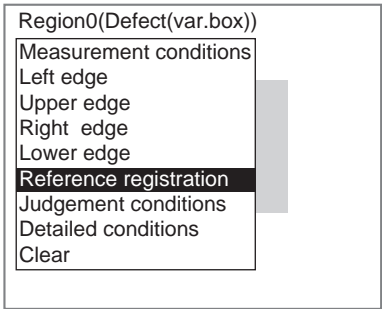 Region0(Defect(var.box))
Measurement conditions
Left edge
Upper edge
Right edge
Lower edge
Reference registration
Judgement conditions
Detailed conditions
Clear